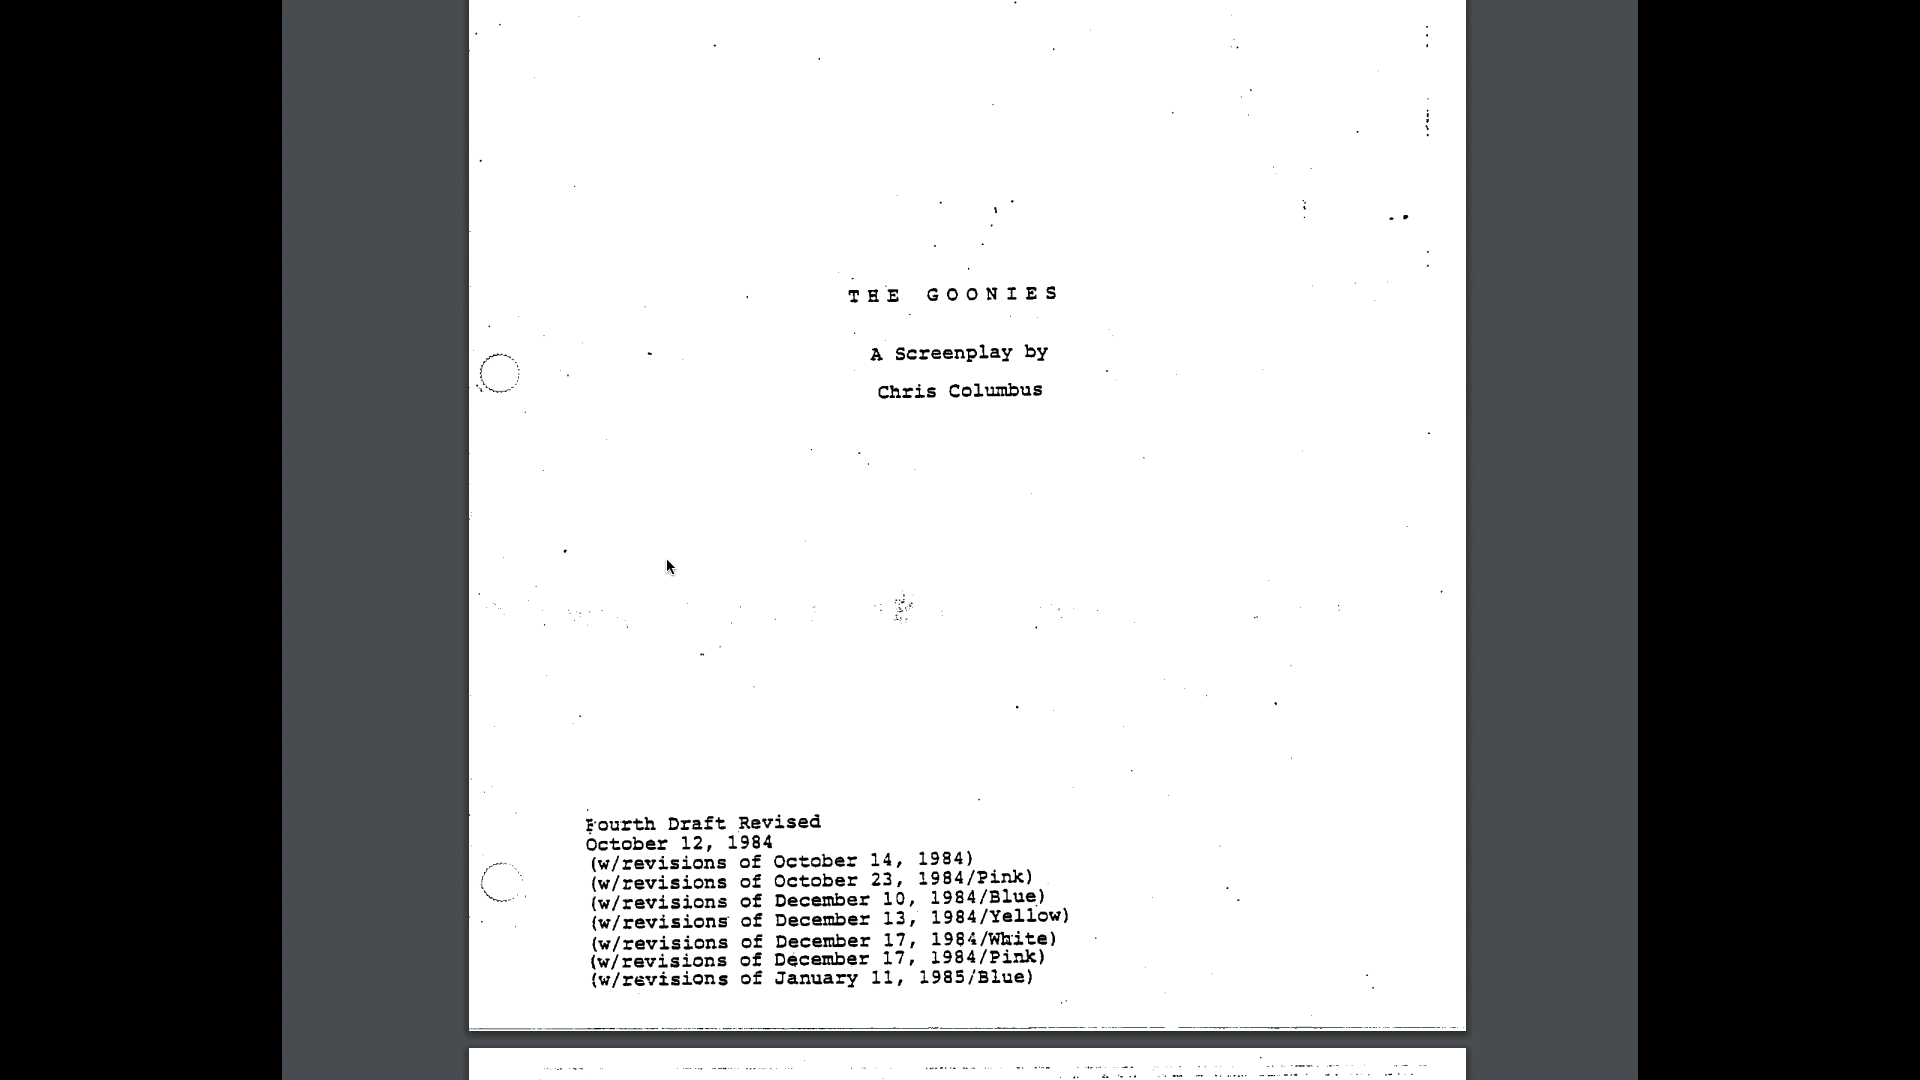 THE GOONIES
A Screenplay by
Chris Columbus
Fourth Draft Revised
October 12, 1984
(w/revisions of October 14, 1984)
(w/revisions of October 23, 1984/Pink)
(w/revisions of December 10, 1984/Blue)
(w/revisions of December 13, 1984/Yellow)
(w/revisions of December 17, 1984/White)
(w/revisions of December 17, 1984/Pink)
(w/revisions of January 11, 1985/Blue)